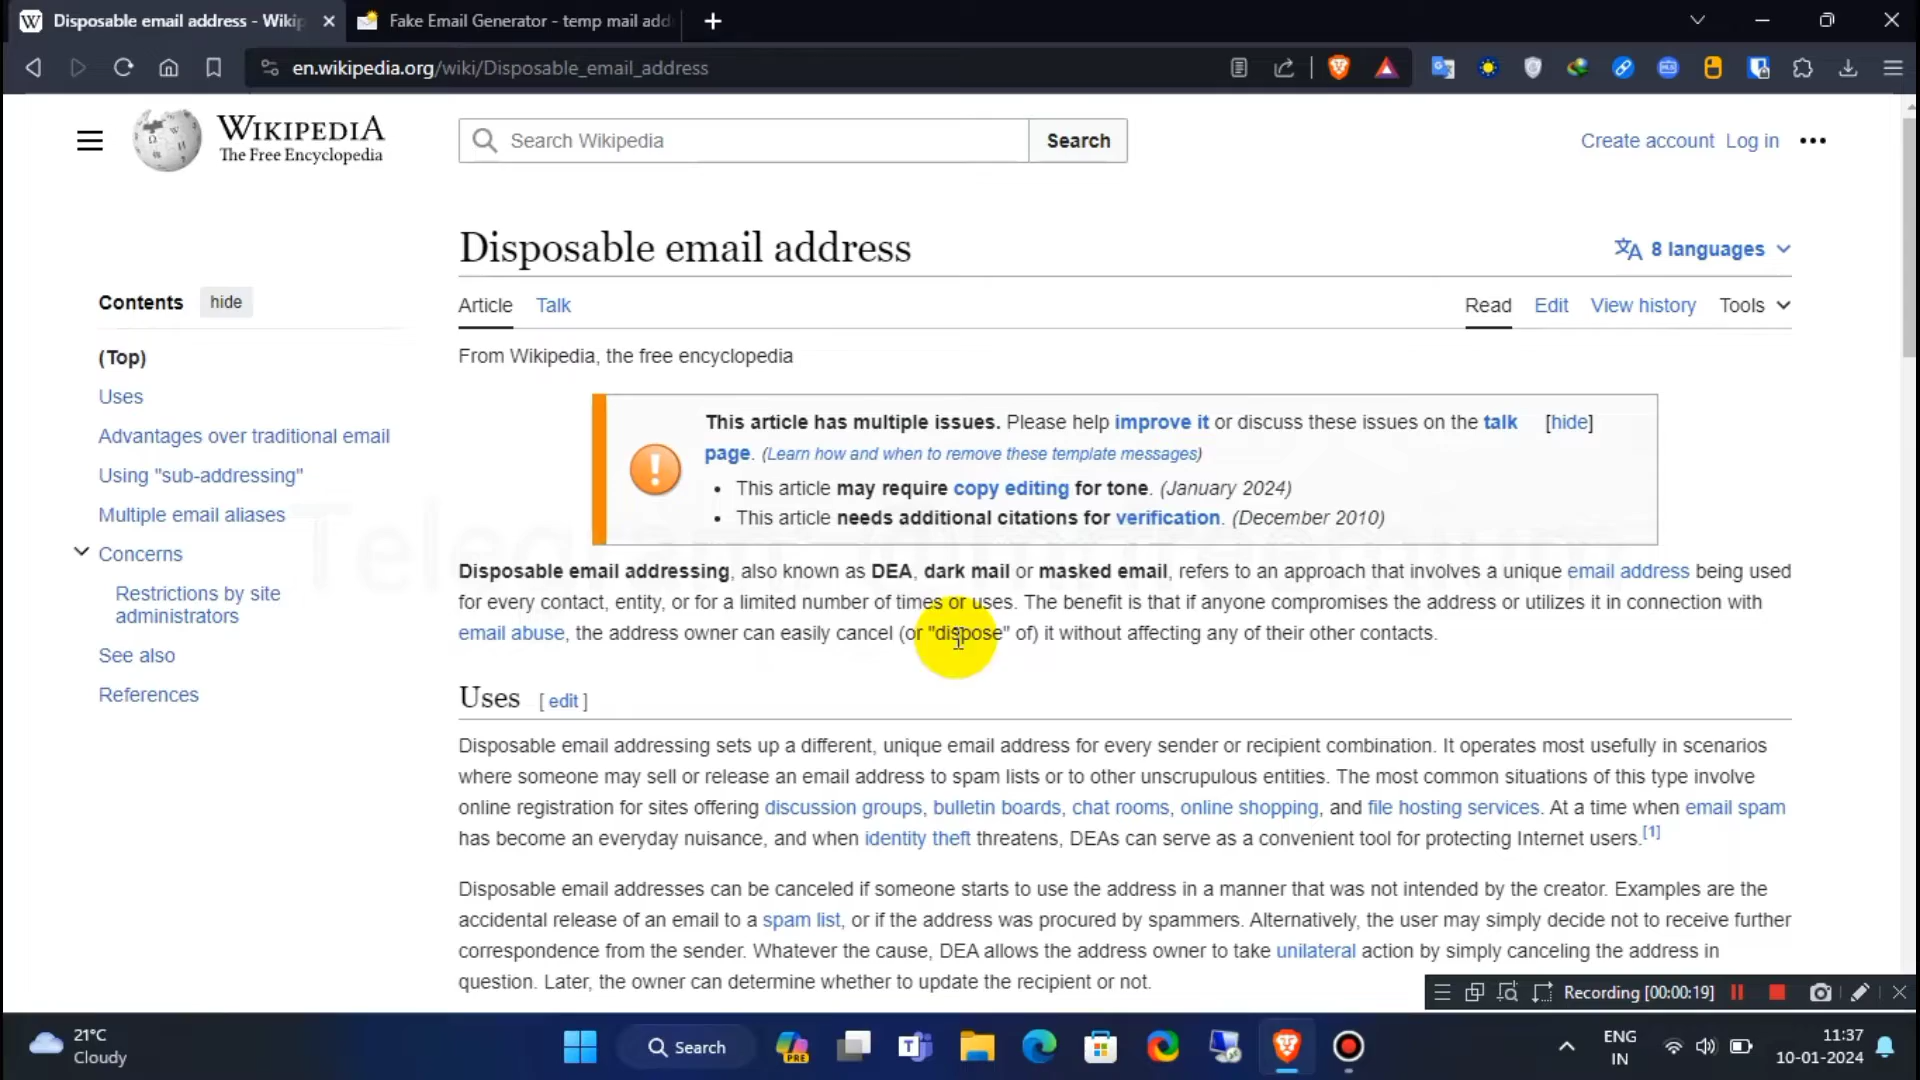 Disposable email address - Wikip
Fake Email Generator - temp mail add
en.wikipedia.org/wiki/Disposable_email_address
WIKIPEDIA
The Free Encyclopedia
Search Wikipedia
Search
Create account Log in
Disposable email address
8 languages
Contents hide
Article Talk
Read Edit View history Tools
(Top)
Uses
Advantages over traditional email
Using "sub-addressing"
Multiple email aliases
Concerns
Restrictions by site
administrators
See also
References
From Wikipedia, the free encyclopedia
This article has multiple issues. Please help improve it or discuss these issues on the talk [hide]
page. (Learn how and when to remove these template messages)
• This article may require copy editing for tone. (January 2024)
• This article needs additional citations for verification. (December 2010)
Disposable email addressing, also known as DEA, dark mail or masked email, refers to an approach that involves a unique email address being used
for every contact, entity, or for a limited number of times or uses. The benefit is that if anyone compromises the address or utilizes it in connection with
email abuse, the address owner can easily cancel (or "dispose" of) it without affecting any of their other contacts.
Uses [ edit ]
Disposable email addressing sets up a different, unique email address for every sender or recipient combination. It operates most usefully in scenarios
where someone may sell or release an email address to spam lists or to other unscrupulous entities. The most common situations of this type involve
online registration for sites offering discussion groups, bulletin boards, chat rooms, online shopping, and file hosting services. At a time when email spam
has become an everyday nuisance, and when identity theft threatens, DEAs can serve as a convenient tool for protecting Internet users.[1]
Disposable email addresses can be canceled if someone starts to use the address in a manner that was not intended by the creator. Examples are the
accidental release of an email to a spam list, or if the address was procured by spammers. Alternatively, the user may simply decide not to receive further
correspondence from the sender. Whatever the cause, DEA allows the address owner to take unilateral action by simply canceling the address in
question. Later, the owner can determine whether to update the recipient or not.
Recording [00:00:19]
21°C
Cloudy
Search
PRE
ENG
IN
11:37
10-01-2024